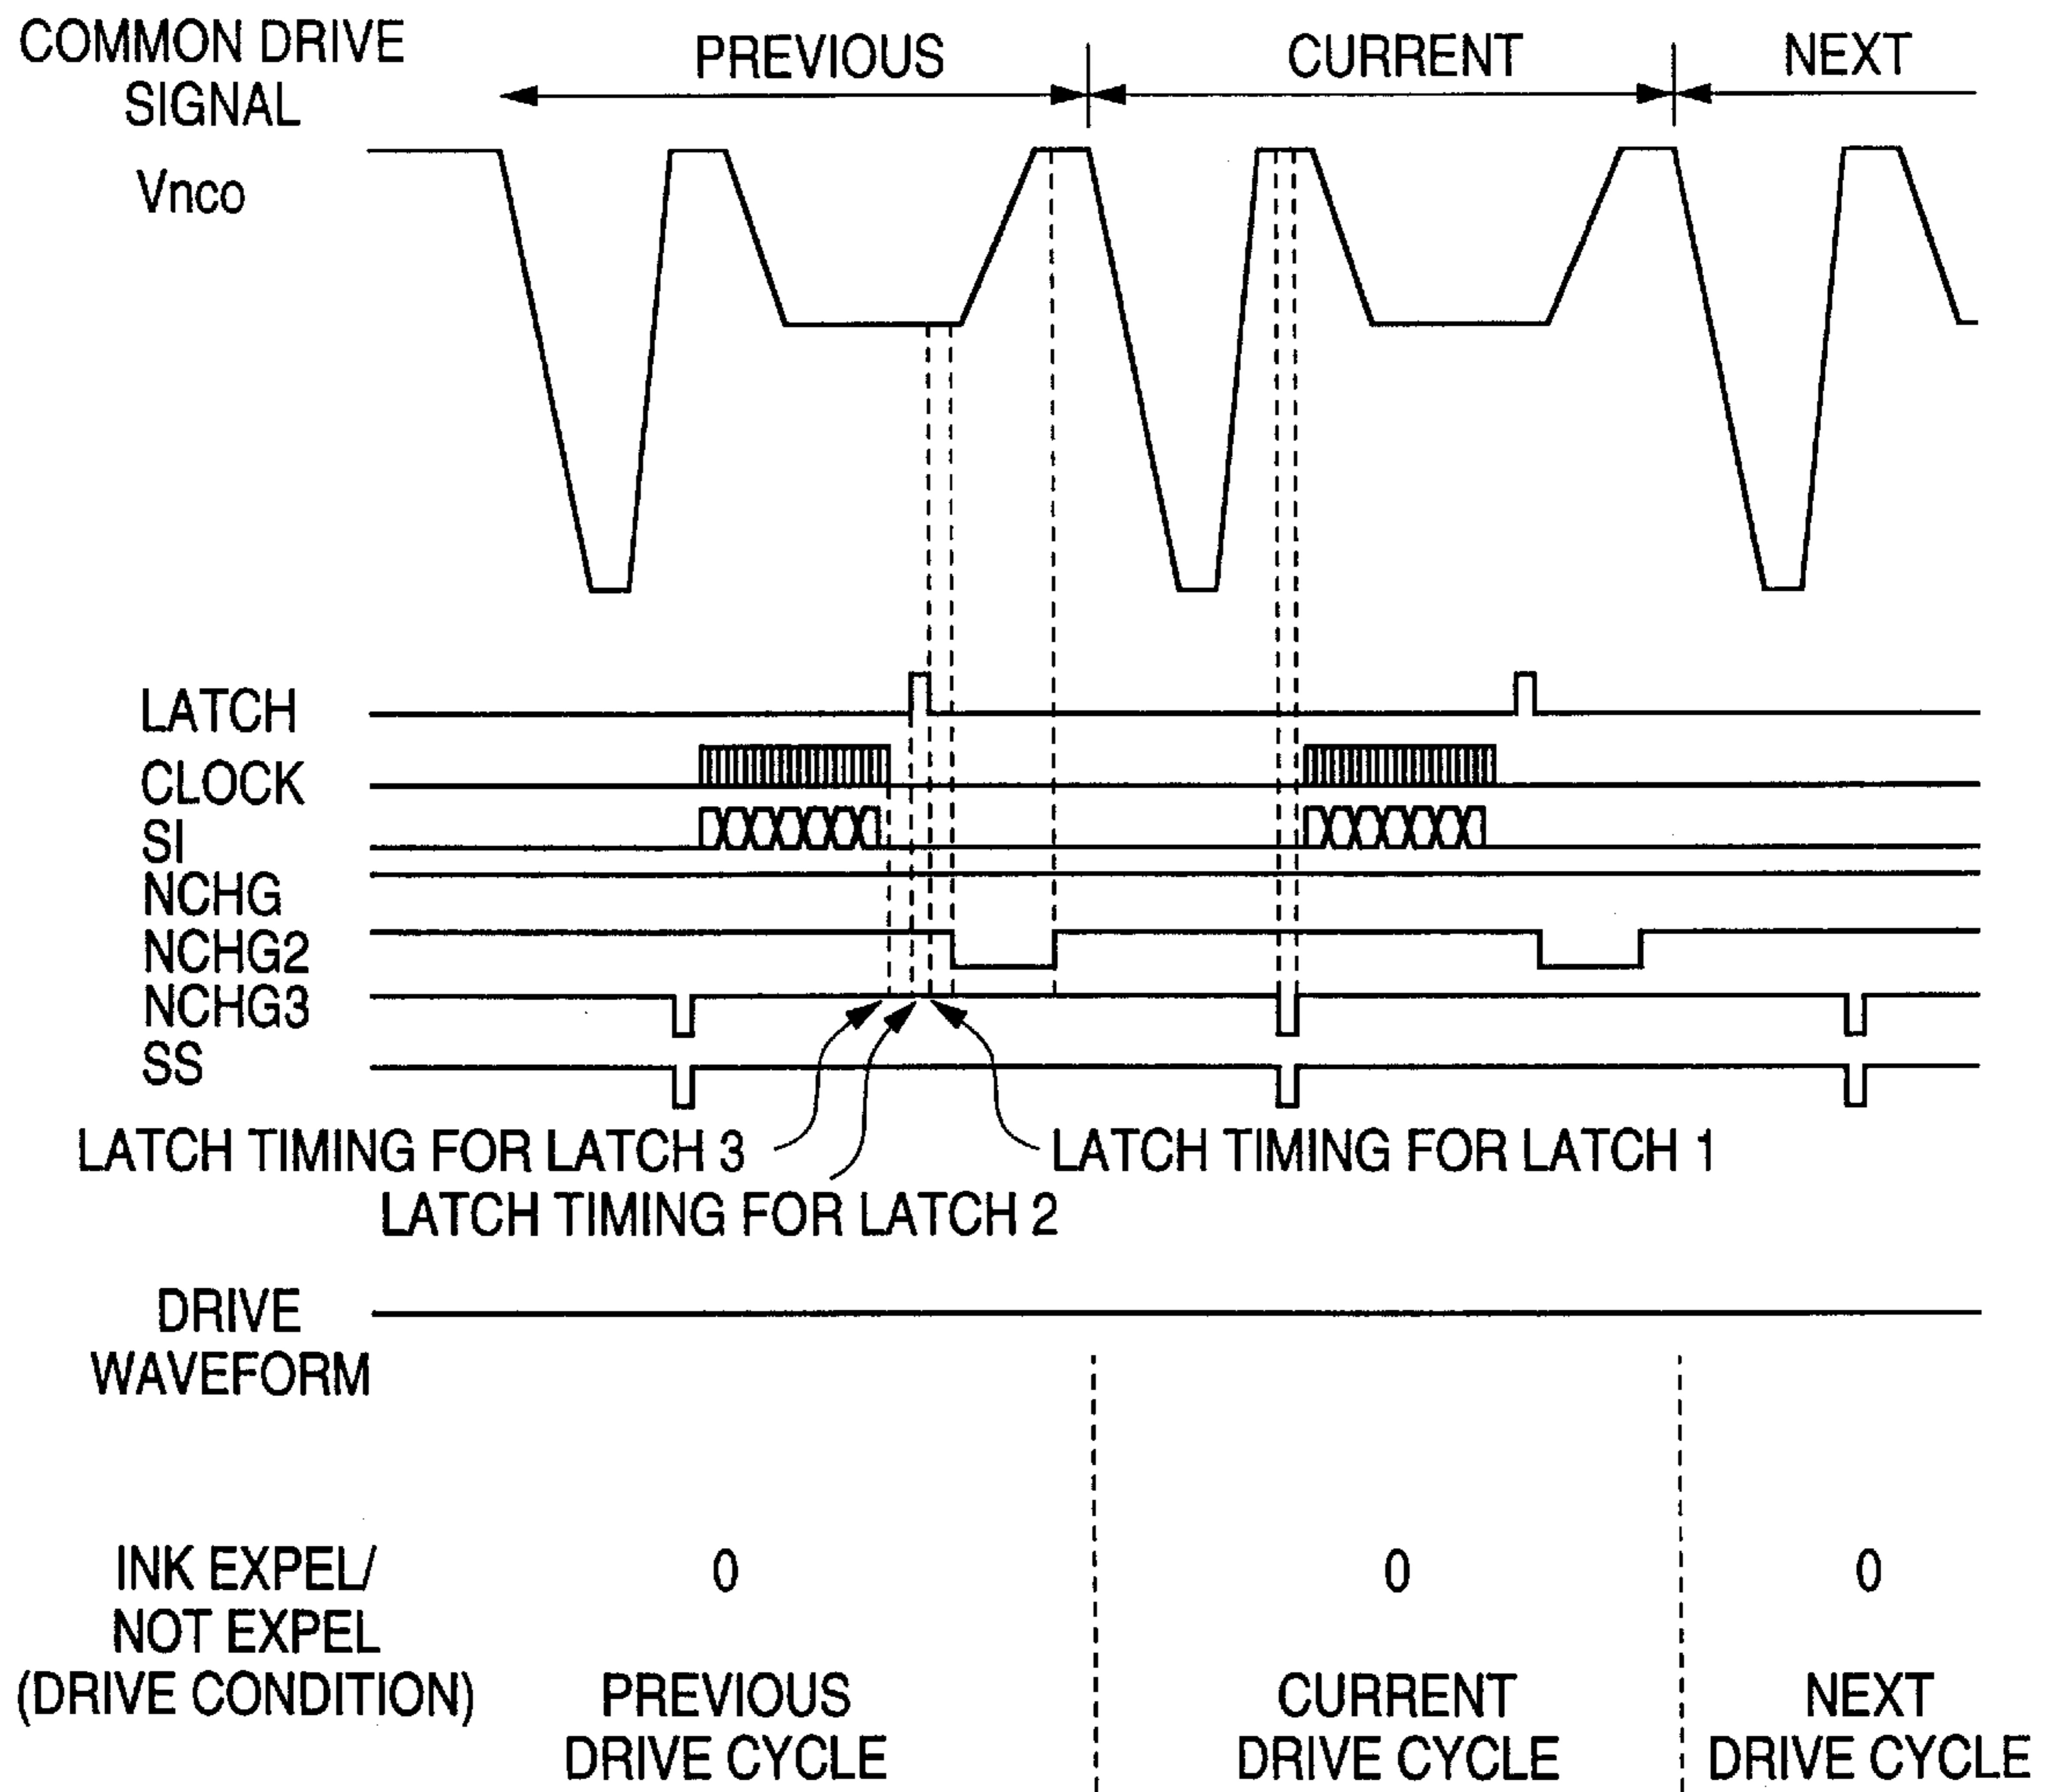 COMMON DRIVE
SIGNAL
PREVIOUS
CURRENT
NEXT
Vnco
LATCH
CLOCK
SI
NCHG
NCHG2
NCHG3
SS
LATCH TIMING FOR LATCH 3
LATCH TIMING FOR LATCH 1
LATCH TIMING FOR LATCH 2
DRIVE
WAVEFORM
INK EXPEL/
NOT EXPEL
(DRIVE CONDITION)
0
0
0
PREVIOUS
DRIVE CYCLE
CURRENT
DRIVE CYCLE
NEXT
DRIVE CYCLE